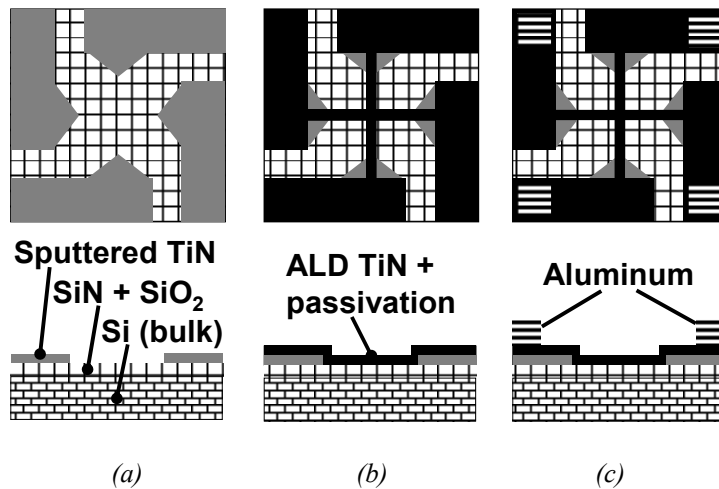 Sputtered TiN
SiN + SiO₂
Si (bulk)
ALD TiN +
passivation
Aluminum
(a)
(b)
(c)